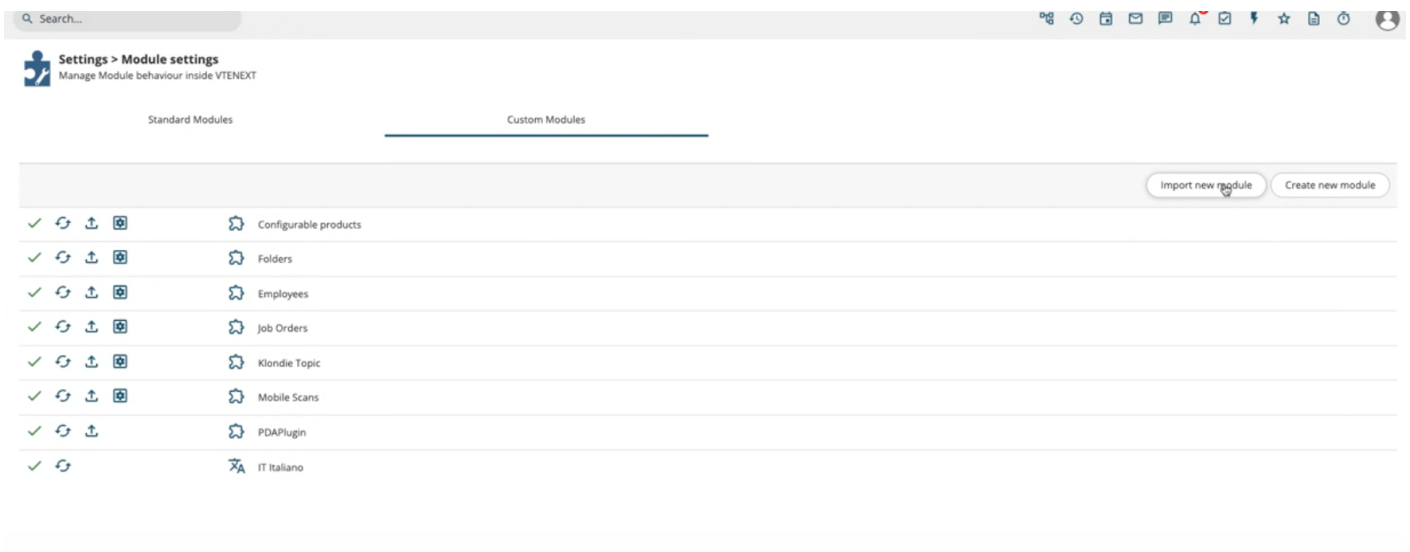 Search...
Settings > Module settings
Manage Module behaviour inside VTENEXT
Standard Modules
Custom Modules
Import new module
Create new module
Configurable products
Folders
Employees
Job Orders
Klondie Topic
Mobile Scans
PDAPlugin
IT Italiano